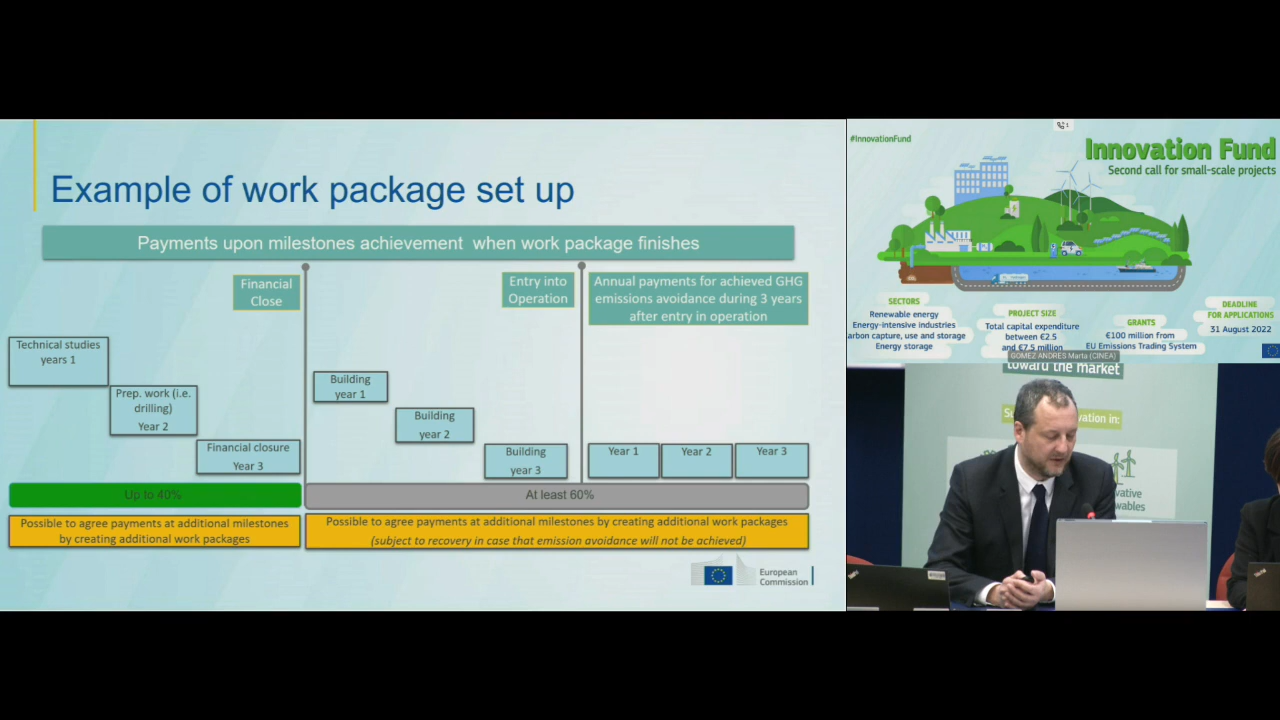 Example of work package set up
Payments upon milestones achievement when work package finishes
Financial
Close
Entry into
Operation
Annual payments for achieved GHG
emissions avoidance during 3 years
after entry in operation
Technical studies
years 1
Prep. work (i.e.
drilling)
Year 2
Financial closure
Year 3
Building
year 1
Building
year 2
Building
year 3
Year 1
Year 2
Year 3
Up to 40%
At least 60%
Possible to agree payments at additional milestones
by creating additional work packages
Possible to agree payments at additional milestones by creating additional work packages
(subject to recovery in case that emission avoidance will not be achieved)
European
Commission
1
#InnovationFund
Innovation Fund
Second call for small-scale projects
SECTORS
Renewable energy
Energy-intensive industries
arbon capture, use and storage
Energy storage
PROJECT SIZE
Total capital expenditure
between €2.5
and €7.5 million
GRANTS
€100 million from
EU Emissions Trading System
DEADLINE
FOR APPLICATIONS
31 August 2022
GOMEZ ANDRES Marta (CINEA)
toward the market
ovation in:
vative
wables